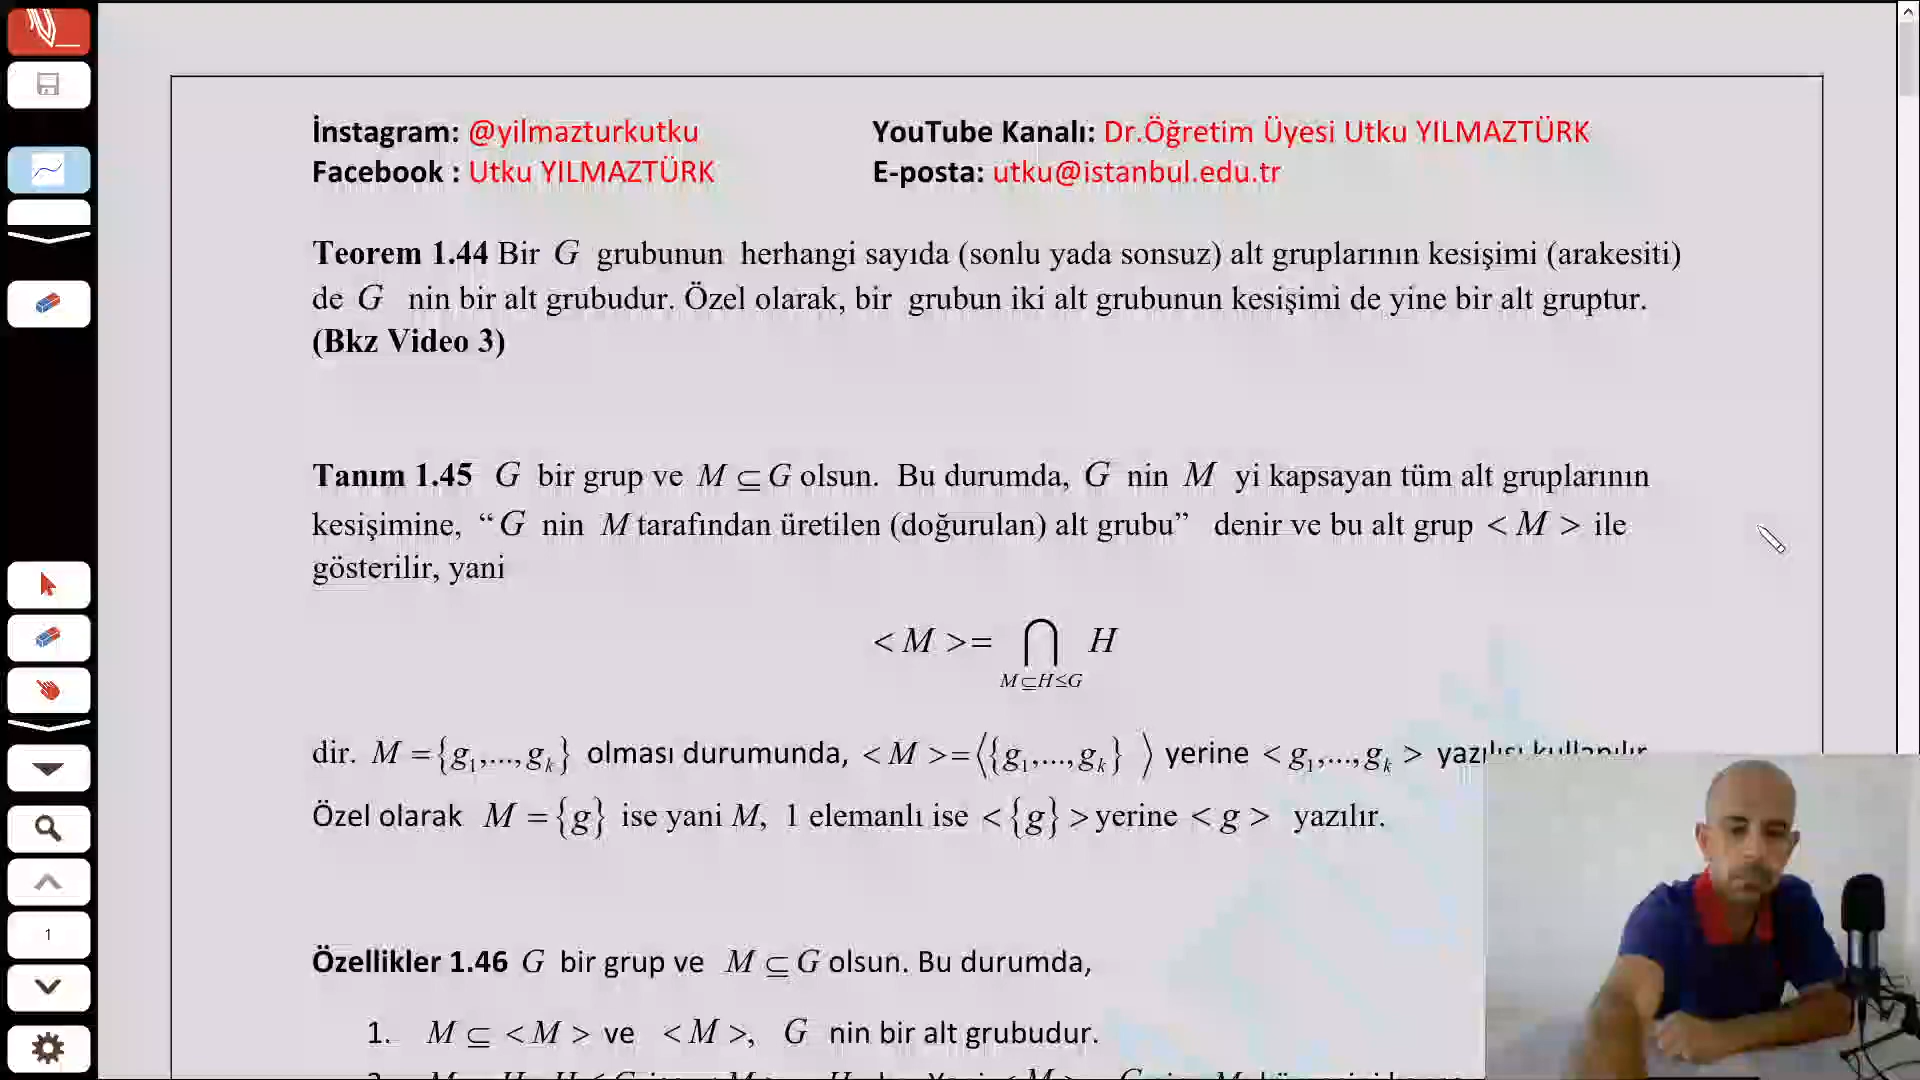 İnstagram: @yilmazturkutku YouTube Kanalı: Dr.Öğretim Üyesi Utku YILMAZTÜRK
Facebook : Utku YILMAZTÜRK E-posta: utku@istanbul.edu.tr
Teorem 1.44 Bir G grubunun herhangi sayıda (sonlu yada sonsuz) alt gruplarının kesişimi (arakesiti)
de G nin bir alt grubudur. Özel olarak, bir grubun iki alt grubunun kesişimi de yine bir alt gruptur.
(Bkz Video 3)
Tanım 1.45 G bir grup ve M ⊆ G olsun. Bu durumda, G nin M yi kapsayan tüm alt gruplarının
kesişimine, “ G nin M tarafından üretilen (doğurulan) alt grubu” denir ve bu alt grup < M > ile
gösterilir, yani
< M >= ⋂ H
M⊆H≤G
dir. M = {g₁,...,gₖ} olması durumunda, < M >=⟨{g₁,...,gₖ} ⟩ yerine < g₁,...,gₖ > yazılışı kullanılır
Özel olarak M = {g} ise yani M, 1 elemanlı ise < {g} > yerine < g > yazılır.
Özellikler 1.46 G bir grup ve M ⊆ G olsun. Bu durumda,
1. M ⊆ < M > ve < M >, G nin bir alt grubudur.
1